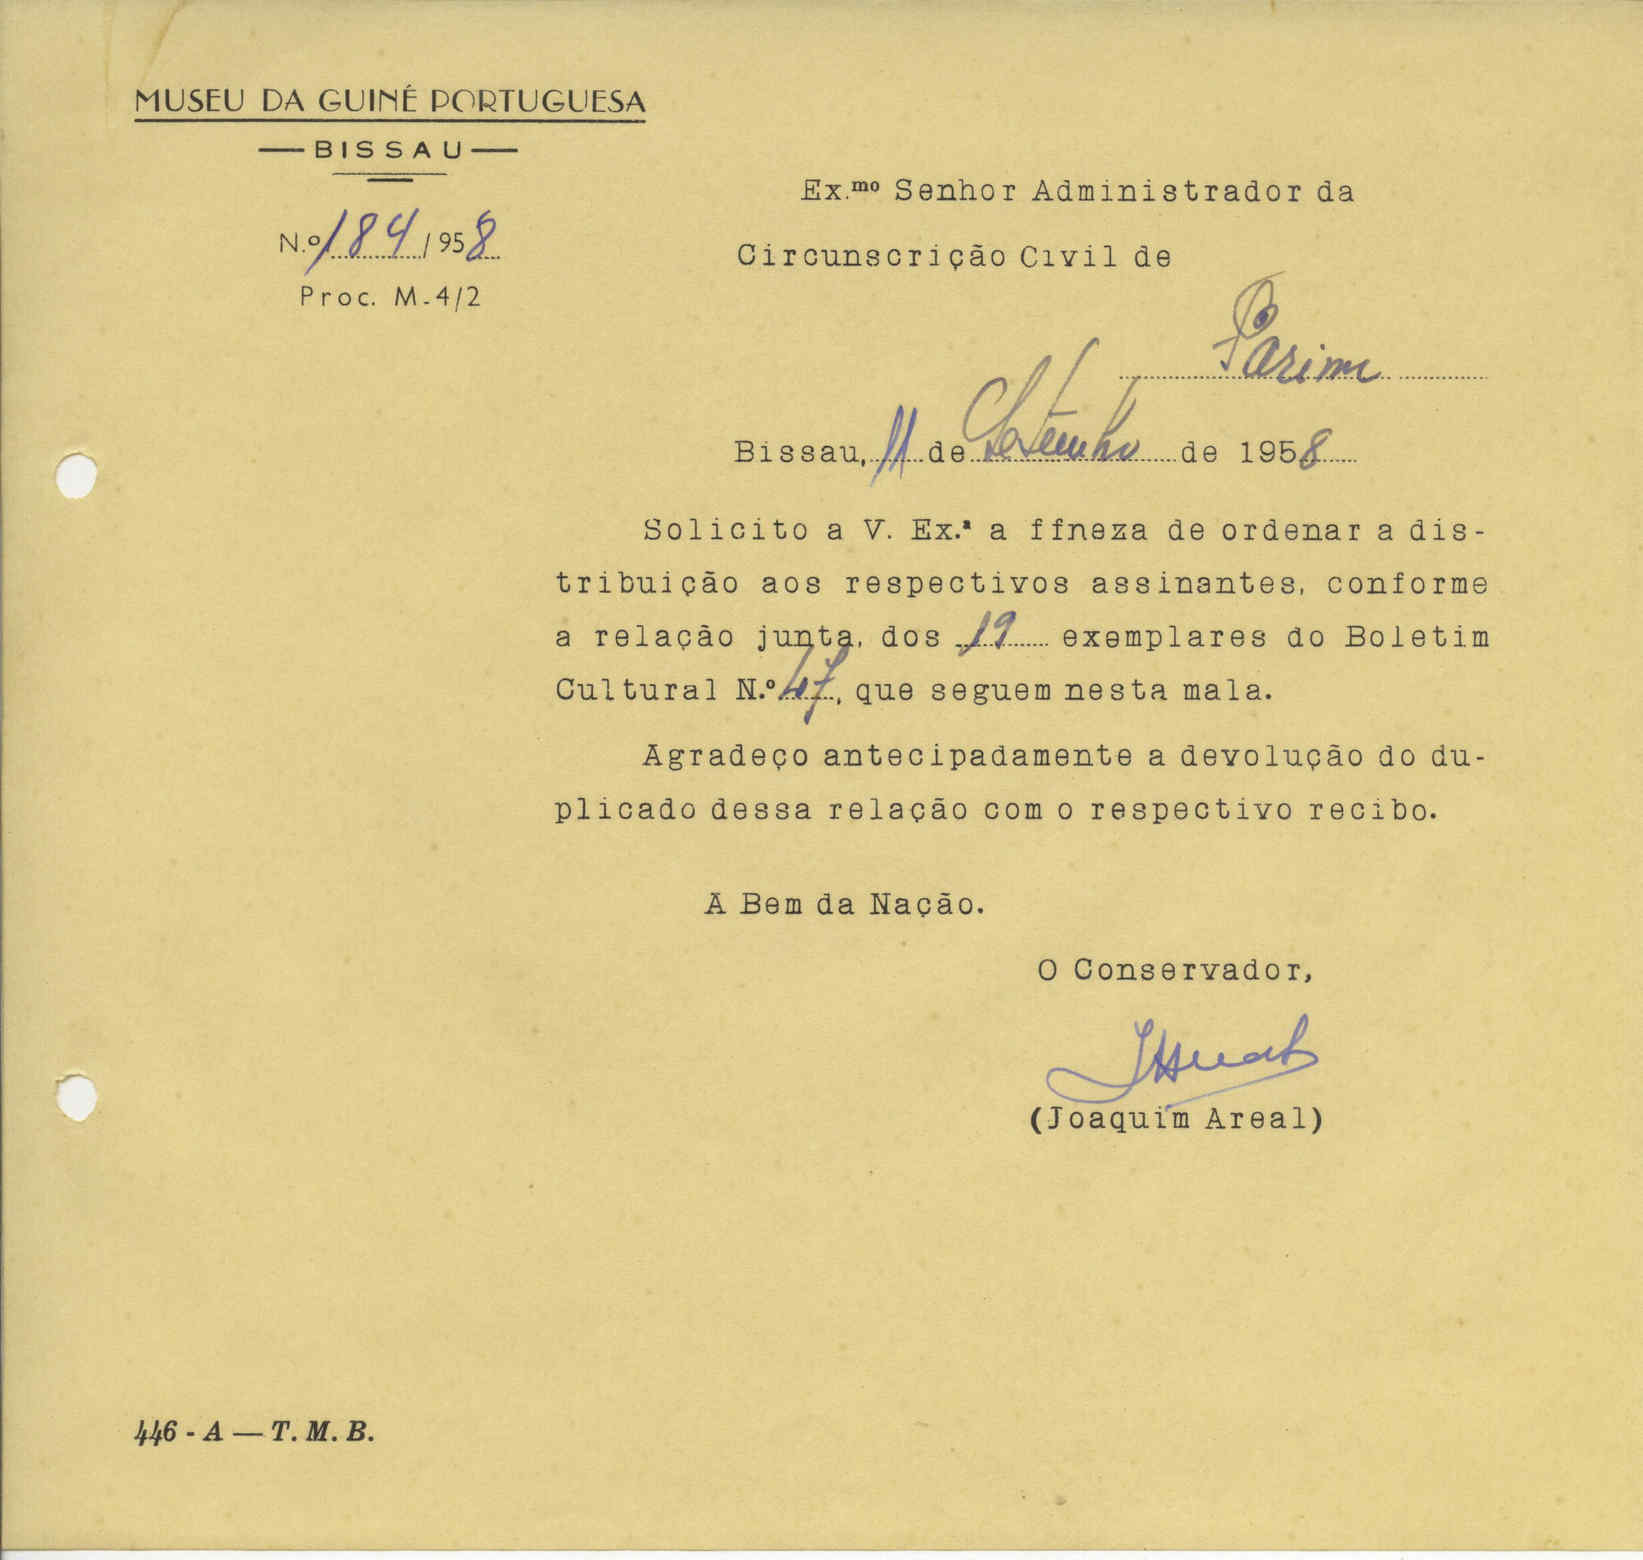 MUSEU DA GUINÉ PORTUGUESA
— BISSAU —
N.º 184/958
Proc. M-4/2
Ex.mo Senhor Administrador da
Circunscrição Civil de
Farim
Bissau, 11 de Setembro de 1958
Solicito a V. Ex.ª a ffneza de ordenar a dis-
tribuição aos respectivos assinantes, conforme
a relação junta, dos 19 exemplares do Boletim
Cultural N.º 47, que seguem nesta mala.
Agradeço antecipadamente a devolução do du-
plicado dessa relação com o respectivo recibo.
A Bem da Nação.
O Conservador,
(Joaquim Areal)
446 - A — T. M. B.